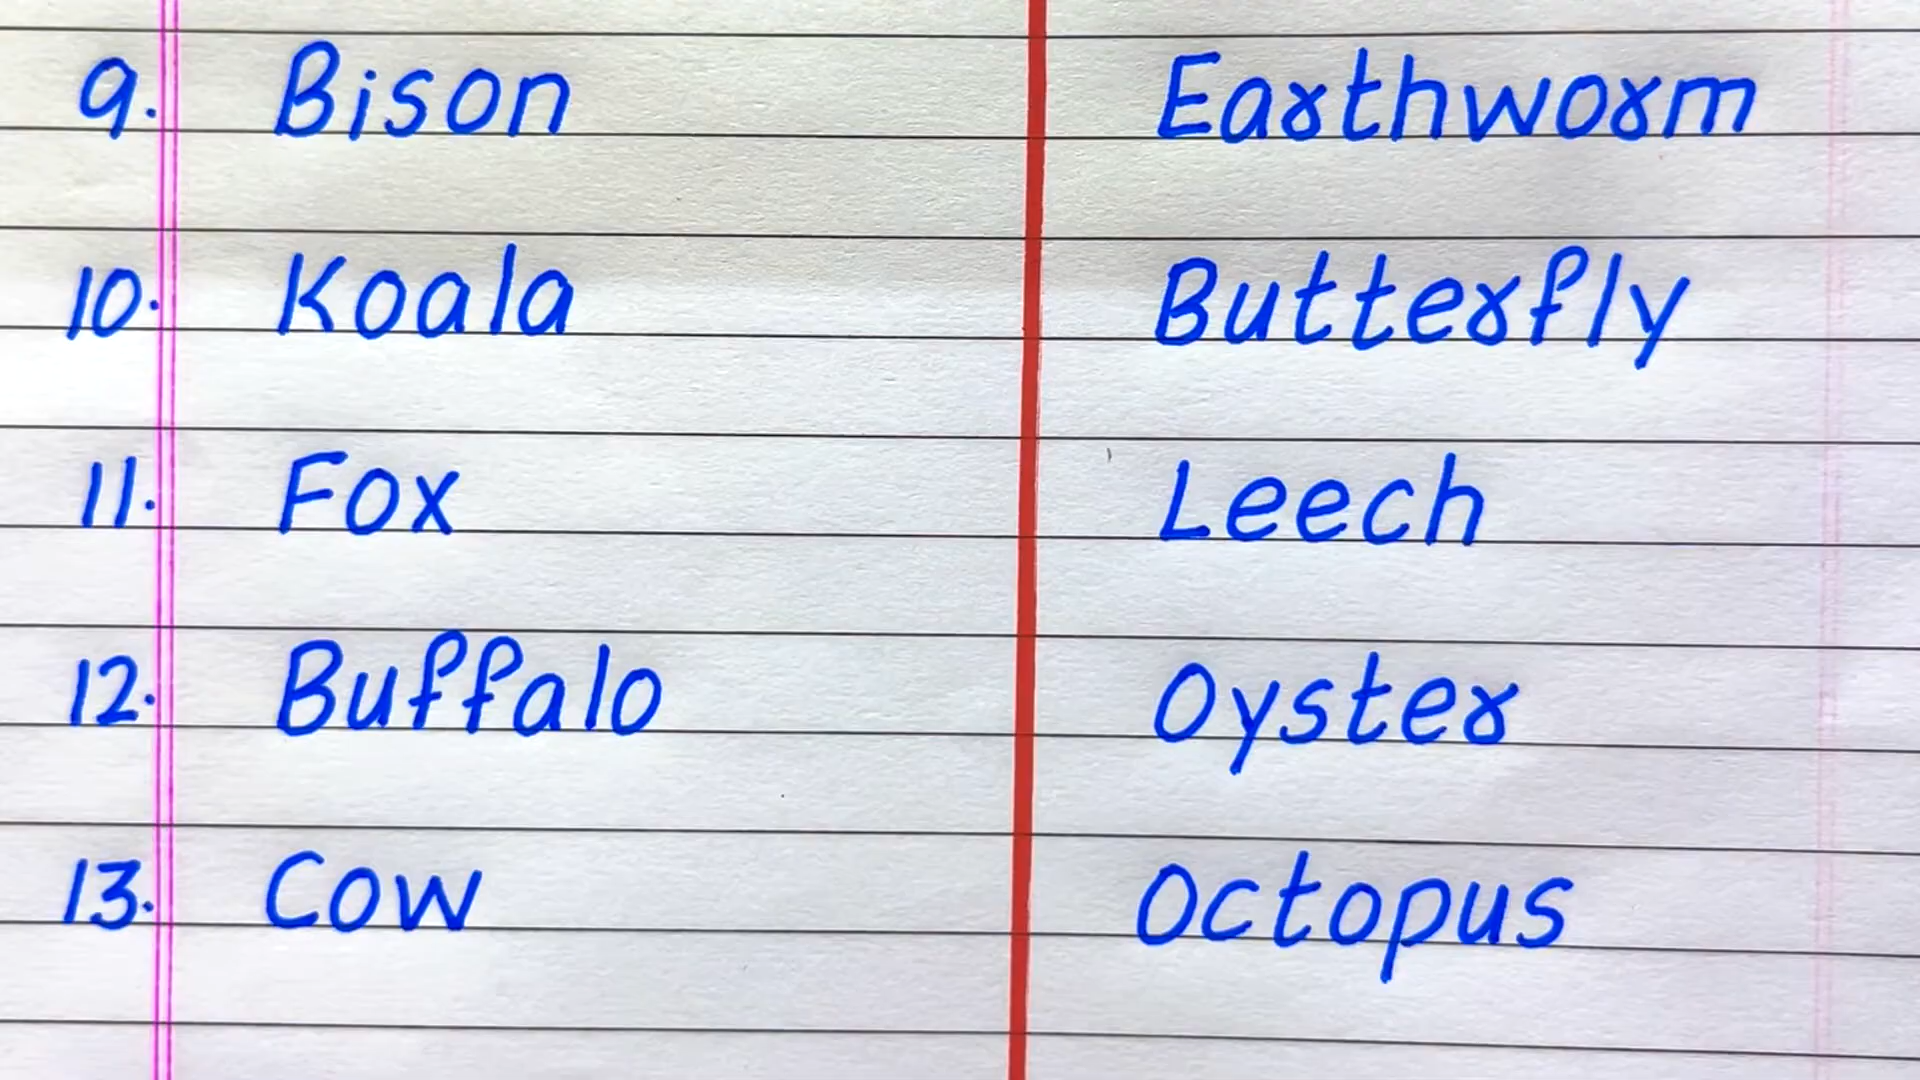 9. Bison Earthworm
10. Koala Butterfly
11. Fox Leech
12. Buffalo Oyster
13. Cow Octopus